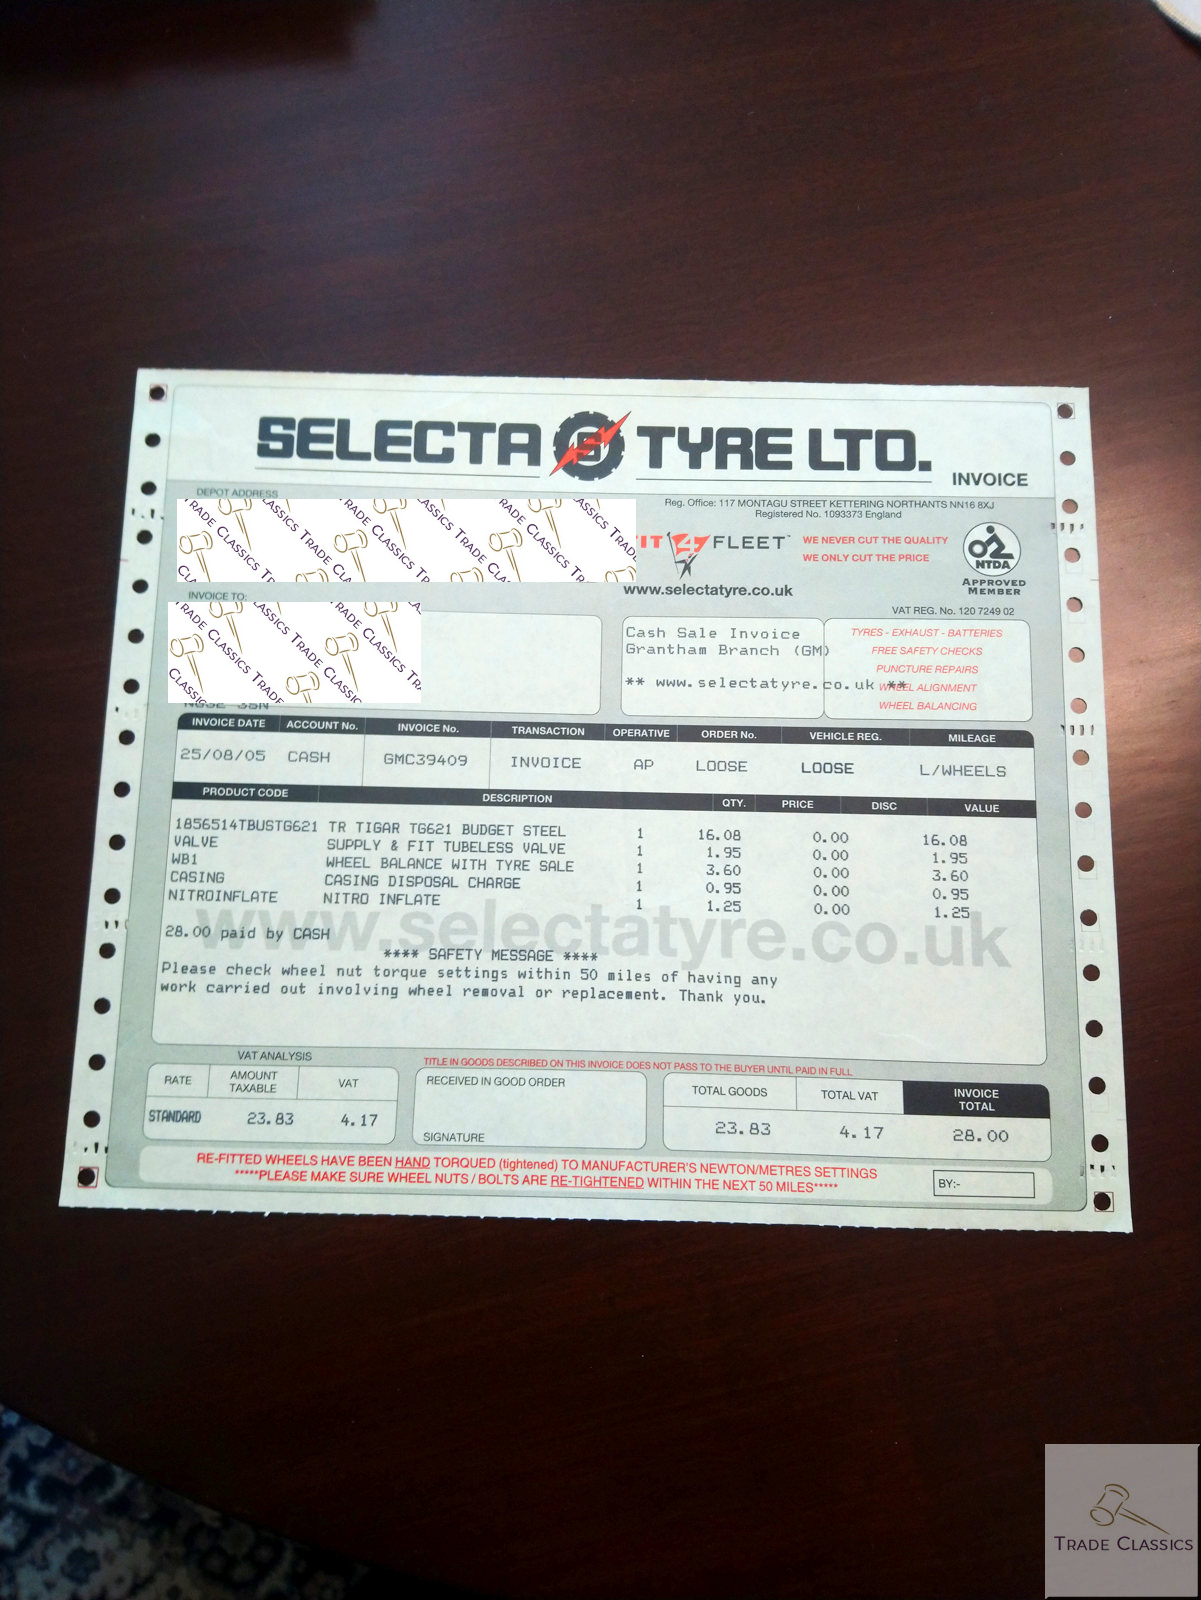 SELECTA TYRE LTD.
INVOICE
DEPOT ADDRESS
Reg. Office: 117 MONTAGU STREET KETTERING NORTHANTS NN16 8XJ
Registered No. 1093373 England
TRADE CLASSICS TRADE CLASSICS
IT 4 FLEET™
WE NEVER CUT THE QUALITY
WE ONLY CUT THE PRICE
NTDA
APPROVED
MEMBER
www.selectatyre.co.uk
INVOICE TO:
VAT REG. No. 120 7249 02
TRADE CLASSICS TRADE CLASSICS
Cash Sale Invoice
Grantham Branch (GM)
** www.selectatyre.co.uk **
TYRES - EXHAUST - BATTERIES
FREE SAFETY CHECKS
PUNCTURE REPAIRS
WHEEL ALIGNMENT
WHEEL BALANCING
INVOICE DATE ACCOUNT No. INVOICE No. TRANSACTION OPERATIVE ORDER No. VEHICLE REG. MILEAGE
25/08/05 CASH GMC39409 INVOICE AP LOOSE LOOSE L/WHEELS
PRODUCT CODE DESCRIPTION QTY. PRICE DISC VALUE
1856514TBUSTG621 TR TIGAR TG621 BUDGET STEEL 1 16.08 0.00 16.08
VALVE SUPPLY & FIT TUBELESS VALVE 1 1.95 0.00 1.95
WB1 WHEEL BALANCE WITH TYRE SALE 1 3.60 0.00 3.60
CASING CASING DISPOSAL CHARGE 1 0.95 0.00 0.95
NITROINFLATE NITRO INFLATE 1 1.25 0.00 1.25
www.selectatyre.co.uk
28.00 paid by CASH
**** SAFETY MESSAGE ****
Please check wheel nut torque settings within 50 miles of having any
work carried out involving wheel removal or replacement. Thank you.
VAT ANALYSIS
TITLE IN GOODS DESCRIBED ON THIS INVOICE DOES NOT PASS TO THE BUYER UNTIL PAID IN FULL
RATE AMOUNT TAXABLE VAT
STANDARD 23.83 4.17
RECEIVED IN GOOD ORDER
SIGNATURE
TOTAL GOODS TOTAL VAT INVOICE TOTAL
23.83 4.17 28.00
RE-FITTED WHEELS HAVE BEEN HAND TORQUED (tightened) TO MANUFACTURER'S NEWTON/METRES SETTINGS
*****PLEASE MAKE SURE WHEEL NUTS / BOLTS ARE RE-TIGHTENED WITHIN THE NEXT 50 MILES*****
BY:-
TRADE CLASSICS